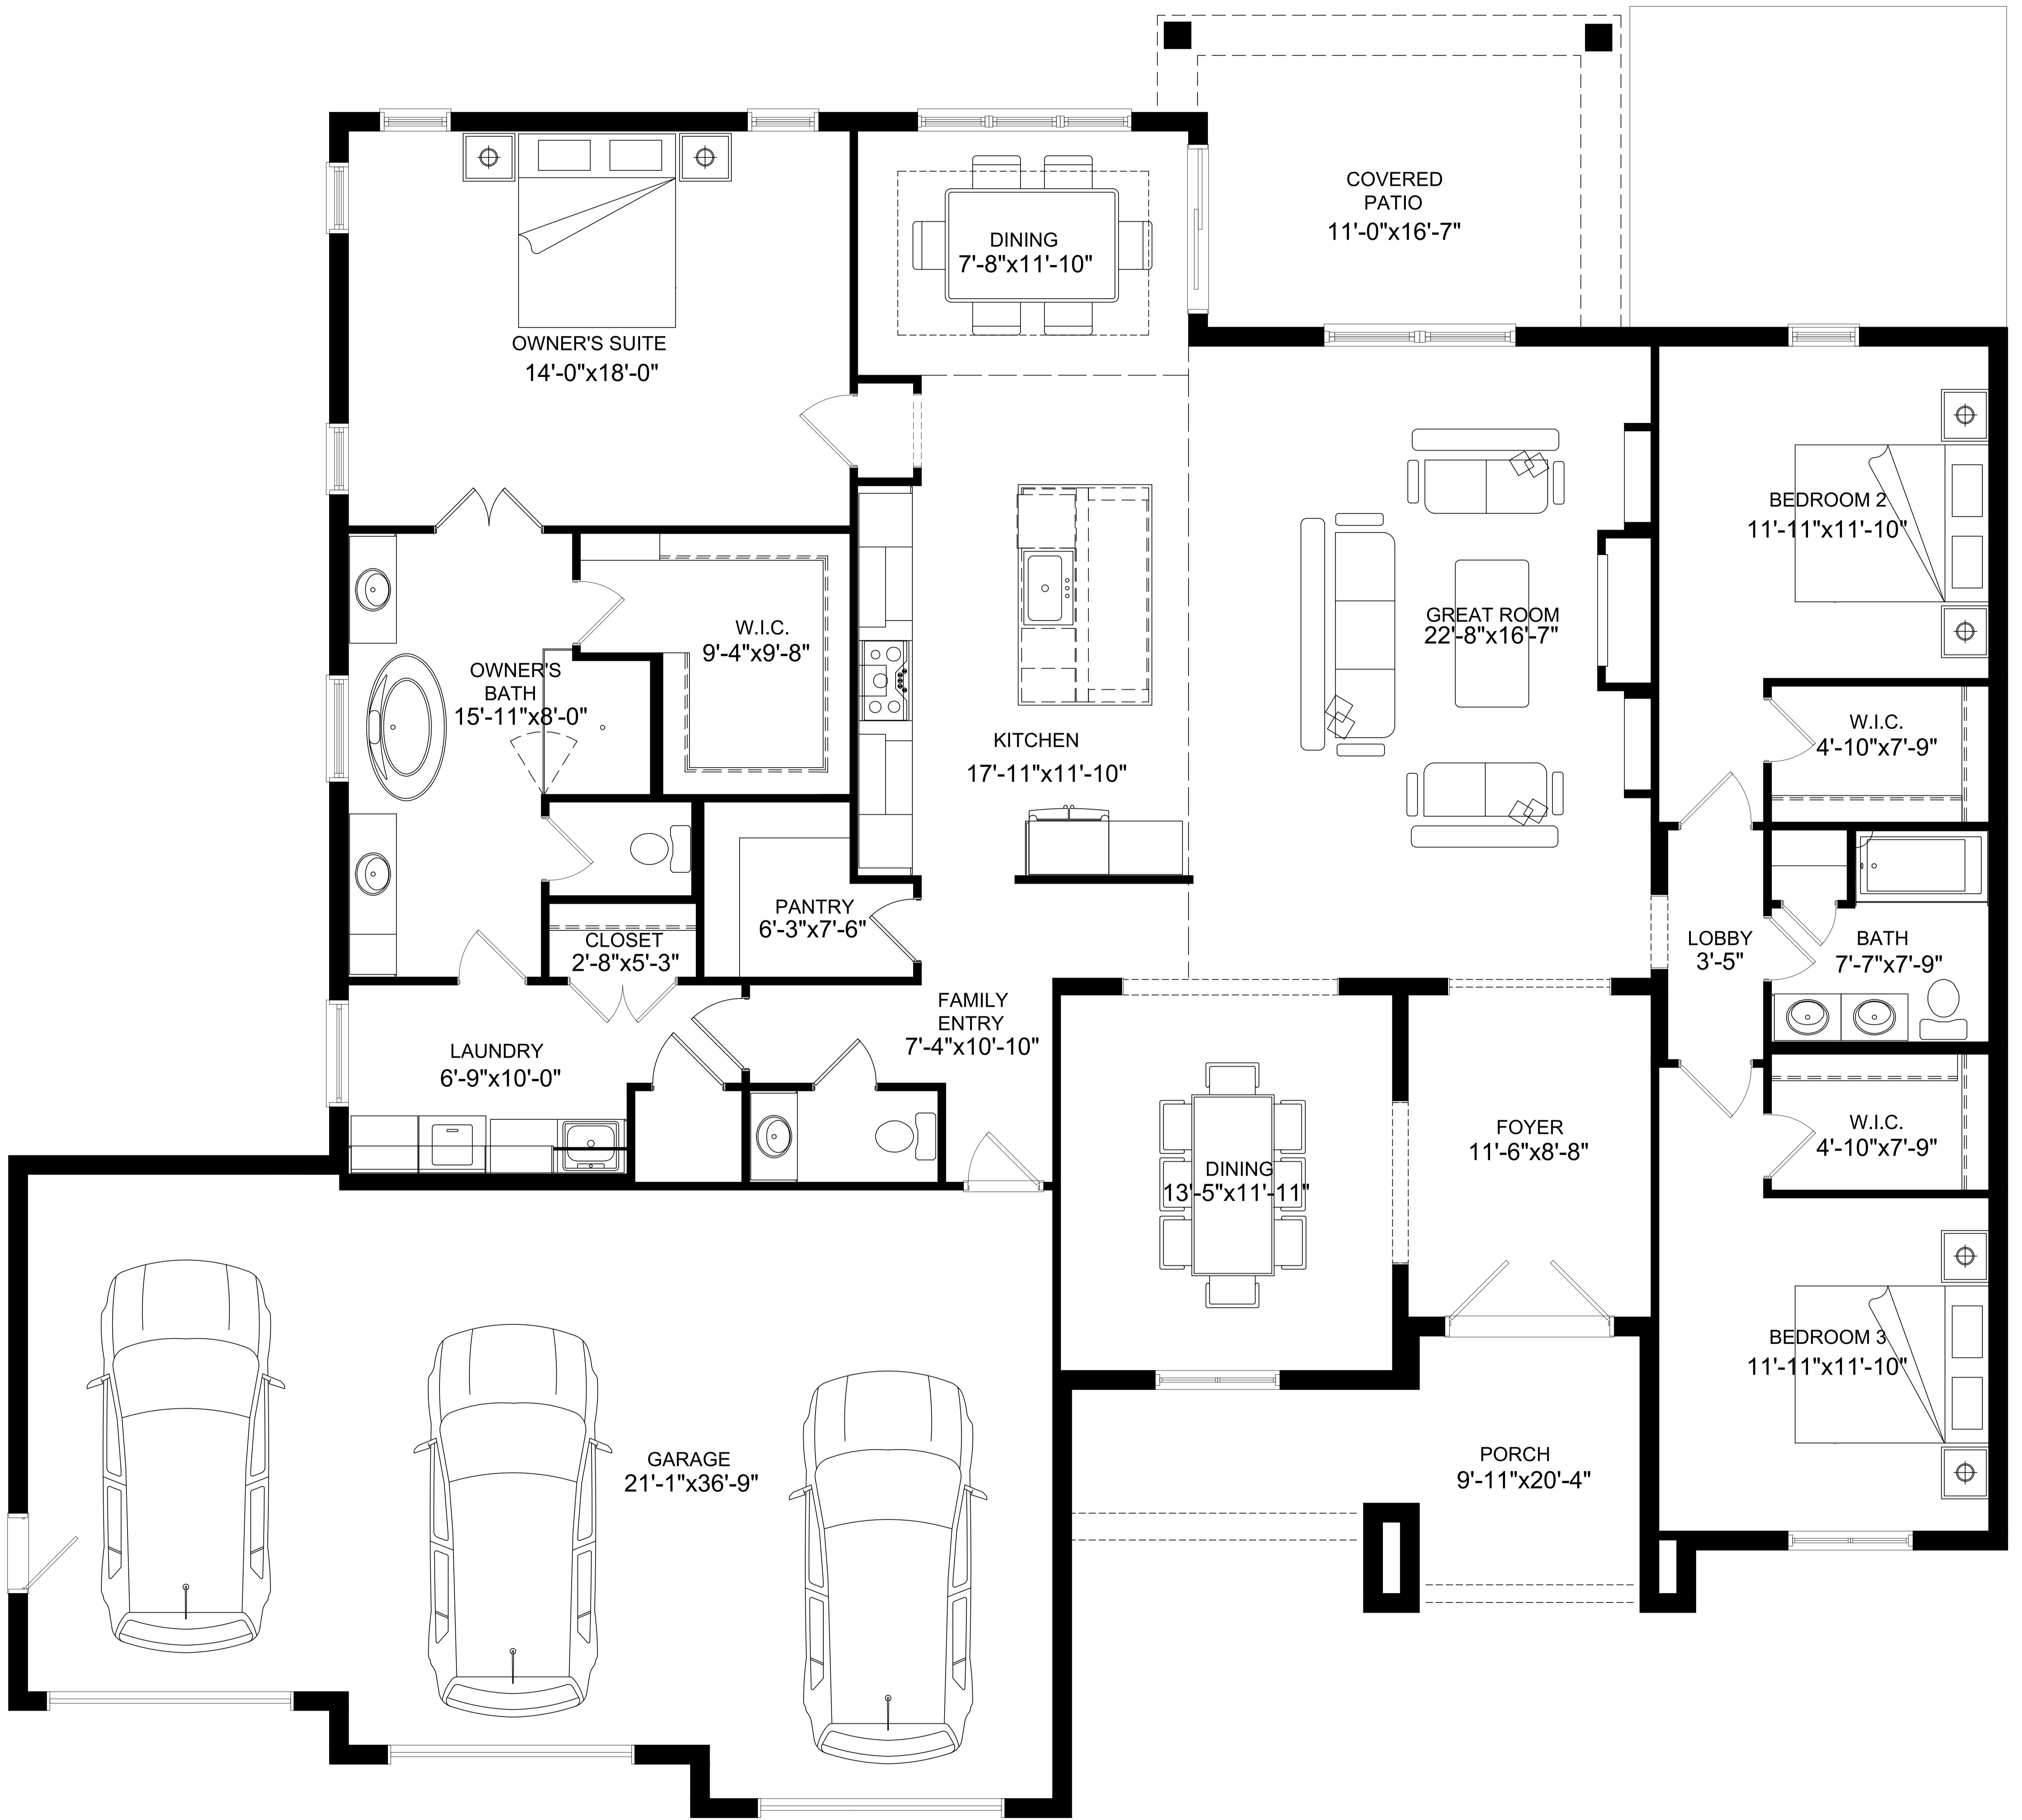 COVERED
PATIO
11'-0"x16'-7"
DINING
7'-8"x11'-10"
OWNER'S SUITE
14'-0"x18'-0"
BEDROOM 2
11'-11"x11'-10"
GREAT ROOM
22'-8"x16'-7"
W.I.C.
9'-4"x9'-8"
OWNER'S
BATH
15'-11"x8'-0"
W.I.C.
4'-10"x7'-9"
KITCHEN
17'-11"x11'-10"
PANTRY
6'-3"x7'-6"
CLOSET
2'-8"x5'-3"
LOBBY
3'-5"
BATH
7'-7"x7'-9"
FAMILY
ENTRY
7'-4"x10'-10"
LAUNDRY
6'-9"x10'-0"
FOYER
11'-6"x8'-8"
W.I.C.
4'-10"x7'-9"
DINING
13'-5"x11'-11"
BEDROOM 3
11'-11"x11'-10"
GARAGE
21'-1"x36'-9"
PORCH
9'-11"x20'-4"